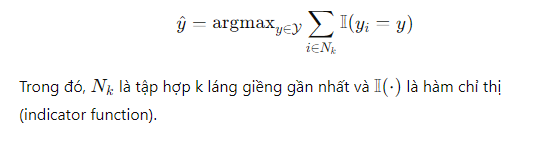 ŷ = argmax_{y∈𝒴} ∑_{i∈N_k} 𝕀(y_i = y)
Trong đó, N_k là tập hợp k láng giềng gần nhất và 𝕀(·) là hàm chỉ thị
(indicator function).